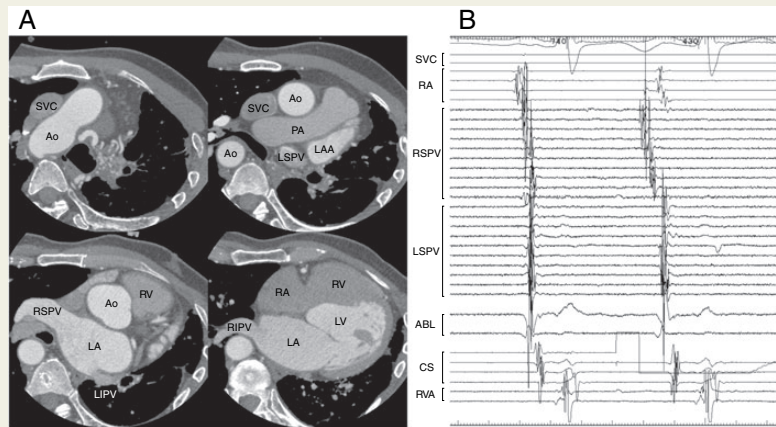 A
SVC
Ao
SVC
Ao
PA
Ao
LSPV
LAA
RSPV
Ao
RV
LA
LIPV
RA
RV
LV
RIPV
LA
B
SVC
RA
RSPV
LSPV
ABL
CS
RVA